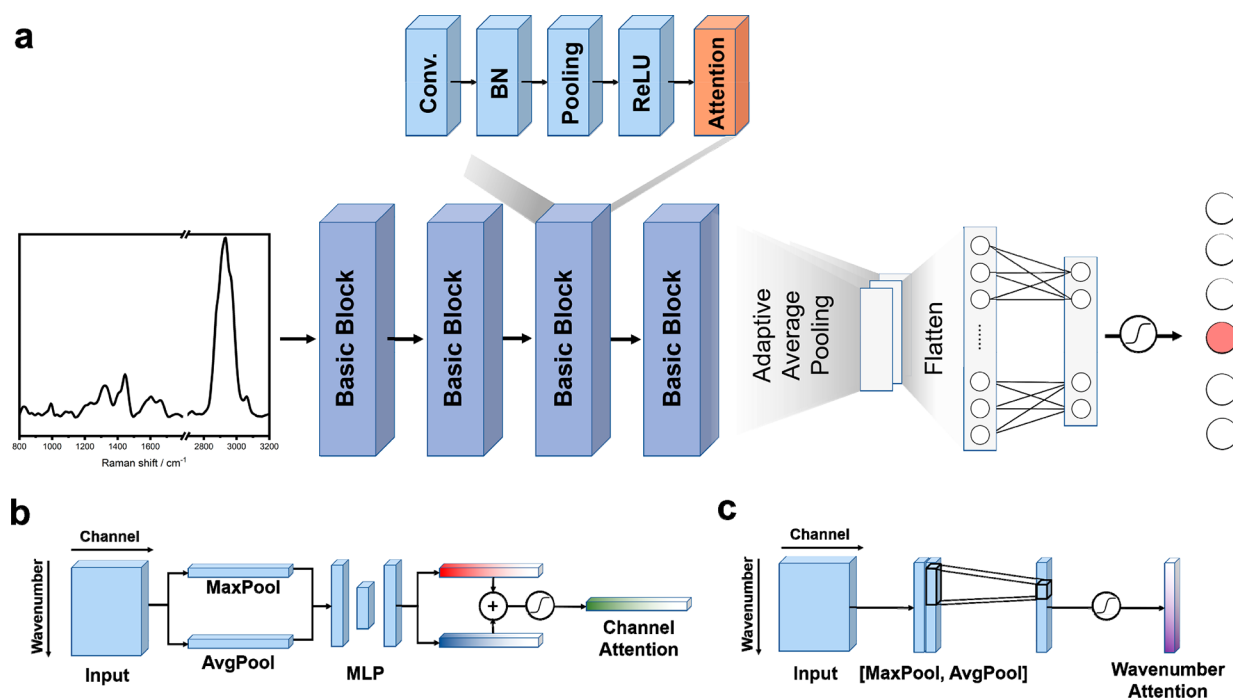 a
Conv.
BN
Pooling
ReLU
Attention
Basic Block
Basic Block
Basic Block
Basic Block
Adaptive
Average
Pooling
Flatten
.......
800 1000 1400 1600 2800 3000 3200
Raman shift / cm⁻¹
b
Channel
Wavenumber
Input
MaxPool
AvgPool
MLP
+
Channel
Attention
c
Channel
Wavenumber
Input
[MaxPool, AvgPool]
Wavenumber
Attention